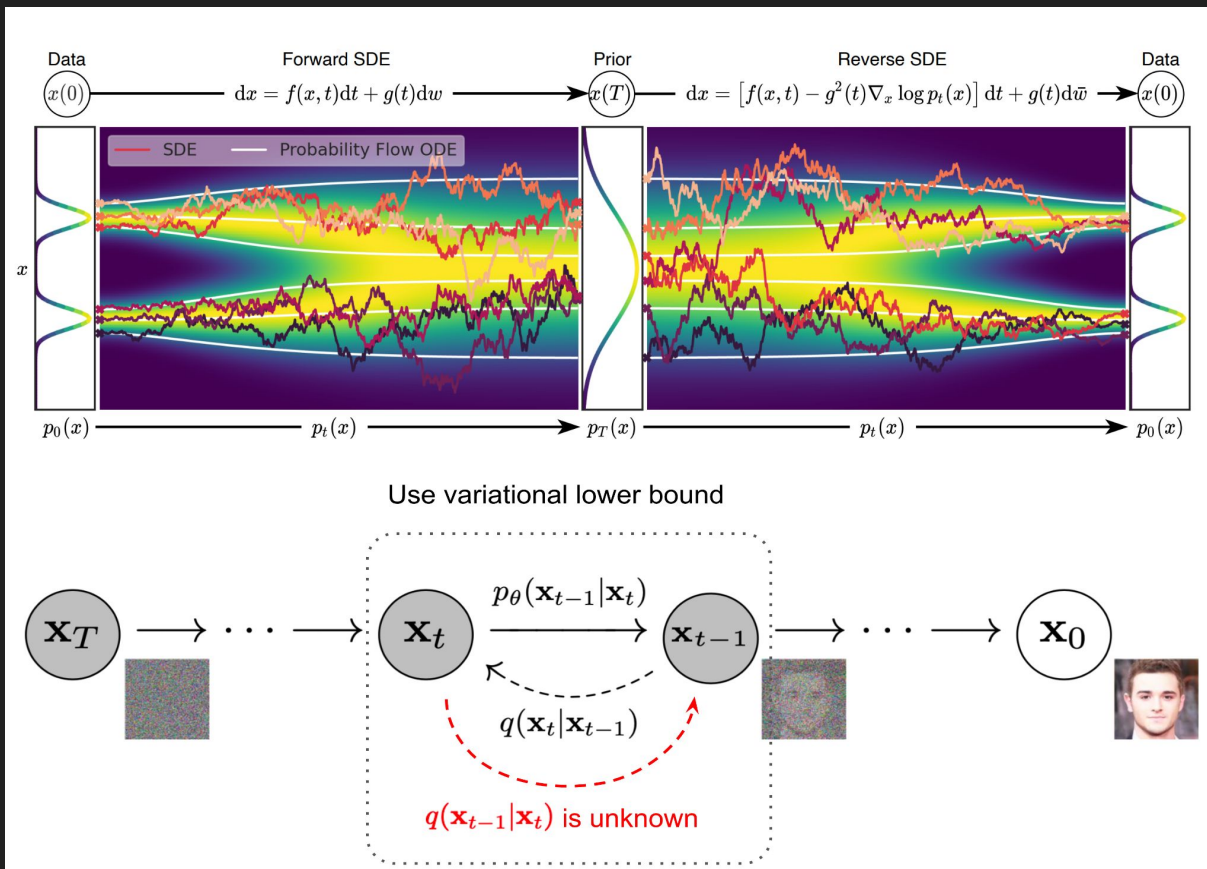 Data Forward SDE Prior Reverse SDE Data
x(0) dx = f(x, t)dt + g(t)dw x(T) dx = [f(x, t) − g²(t)∇ₓ log pₜ(x)] dt + g(t)dw̄ x(0)
SDE Probability Flow ODE
x
p₀(x) pₜ(x) p_T(x) pₜ(x) p₀(x)
Use variational lower bound
p_θ(x_{t−1}|x_t)
x_T ··· x_t x_{t−1} ··· x_0
q(x_t|x_{t−1})
q(x_{t−1}|x_t) is unknown